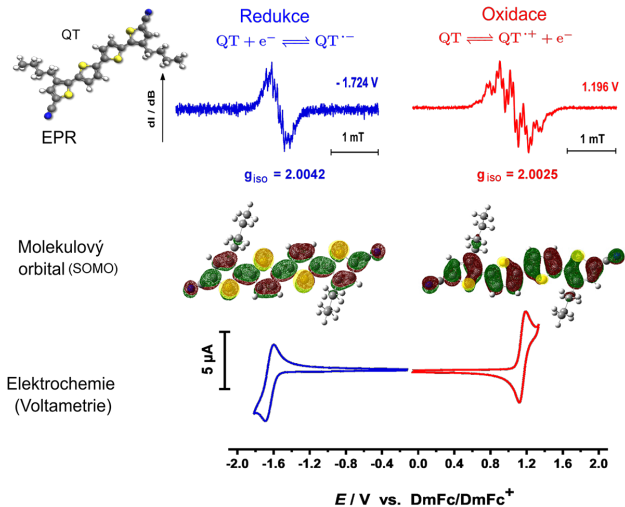 QT
EPR
dI / dB
Redukce
QT + e⁻ ⇌ QT·⁻
- 1.724 V
1 mT
g iso = 2.0042
Oxidace
QT ⇌ QT·⁺ + e⁻
1.196 V
1 mT
g iso = 2.0025
Molekulový
orbital (SOMO)
Elektrochemie
(Voltametrie)
5 µA
-2.0 -1.6 -1.2 -0.8 -0.4 0.0 0.4 0.8 1.2 1.6 2.0
E / V vs. DmFc/DmFc⁺